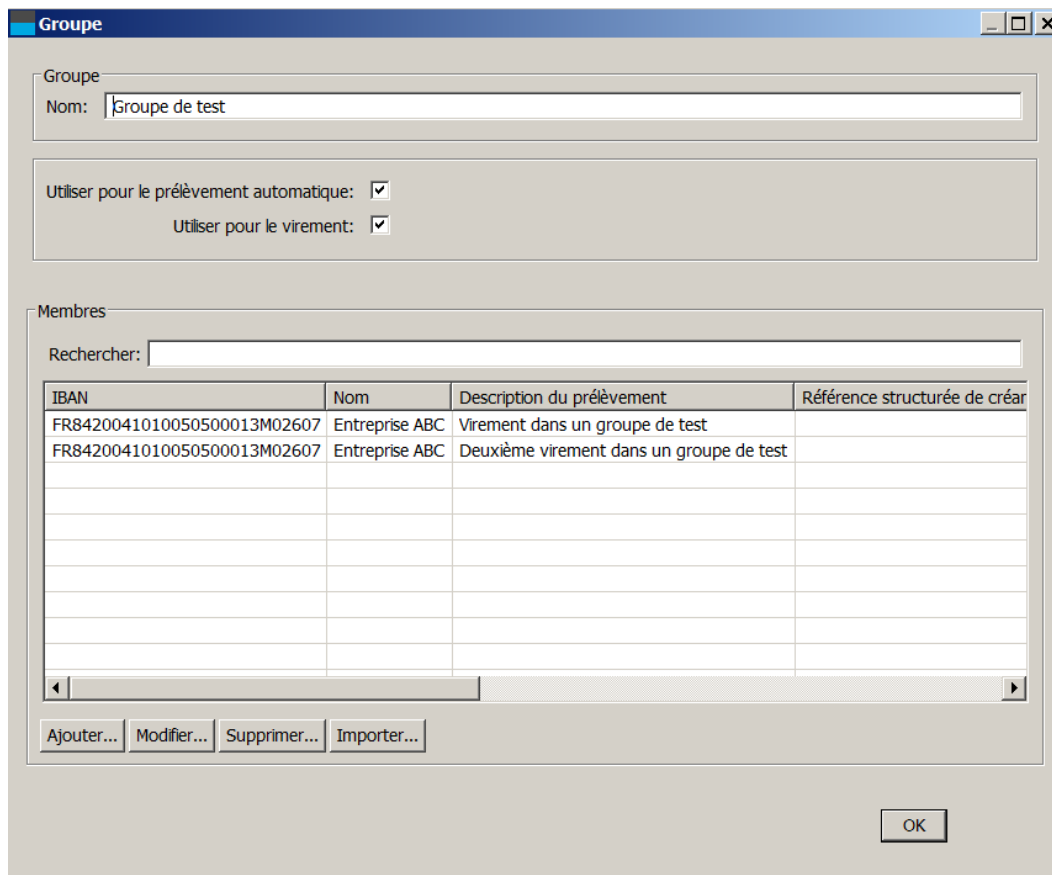 Groupe
Groupe
Nom: Groupe de test
Utiliser pour le prélèvement automatique:
Utiliser pour le virement:
Membres
Rechercher:
IBAN Nom Description du prélèvement Référence structurée de créar
FR8420041010050500013M02607 Entreprise ABC Virement dans un groupe de test
FR8420041010050500013M02607 Entreprise ABC Deuxième virement dans un groupe de test
Ajouter... Modifier... Supprimer... Importer...
OK